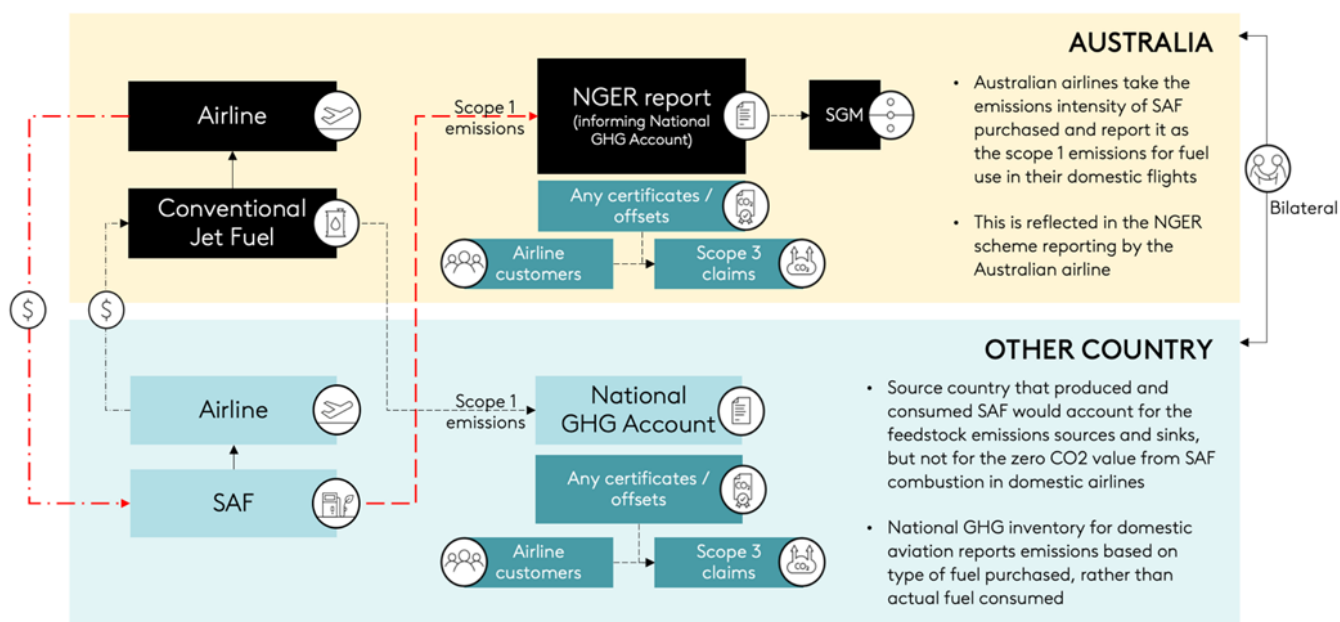 AUSTRALIA
Airline
Conventional
Jet Fuel
Scope 1
emissions
NGER report
(informing National
GHG Account)
SGM
Any certificates /
offsets
CO₂
Airline
customers
Scope 3
claims
CO₂
• Australian airlines take the
emissions intensity of SAF
purchased and report it as
the scope 1 emissions for fuel
use in their domestic flights
• This is reflected in the NGER
scheme reporting by the
Australian airline
Bilateral
$
$
OTHER COUNTRY
Airline
SAF
Scope 1
emissions
National
GHG Account
Any certificates /
offsets
CO₂
Airline
customers
Scope 3
claims
CO₂
• Source country that produced and
consumed SAF would account for the
feedstock emissions sources and sinks,
but not for the zero CO2 value from SAF
combustion in domestic airlines
• National GHG inventory for domestic
aviation reports emissions based on
type of fuel purchased, rather than
actual fuel consumed